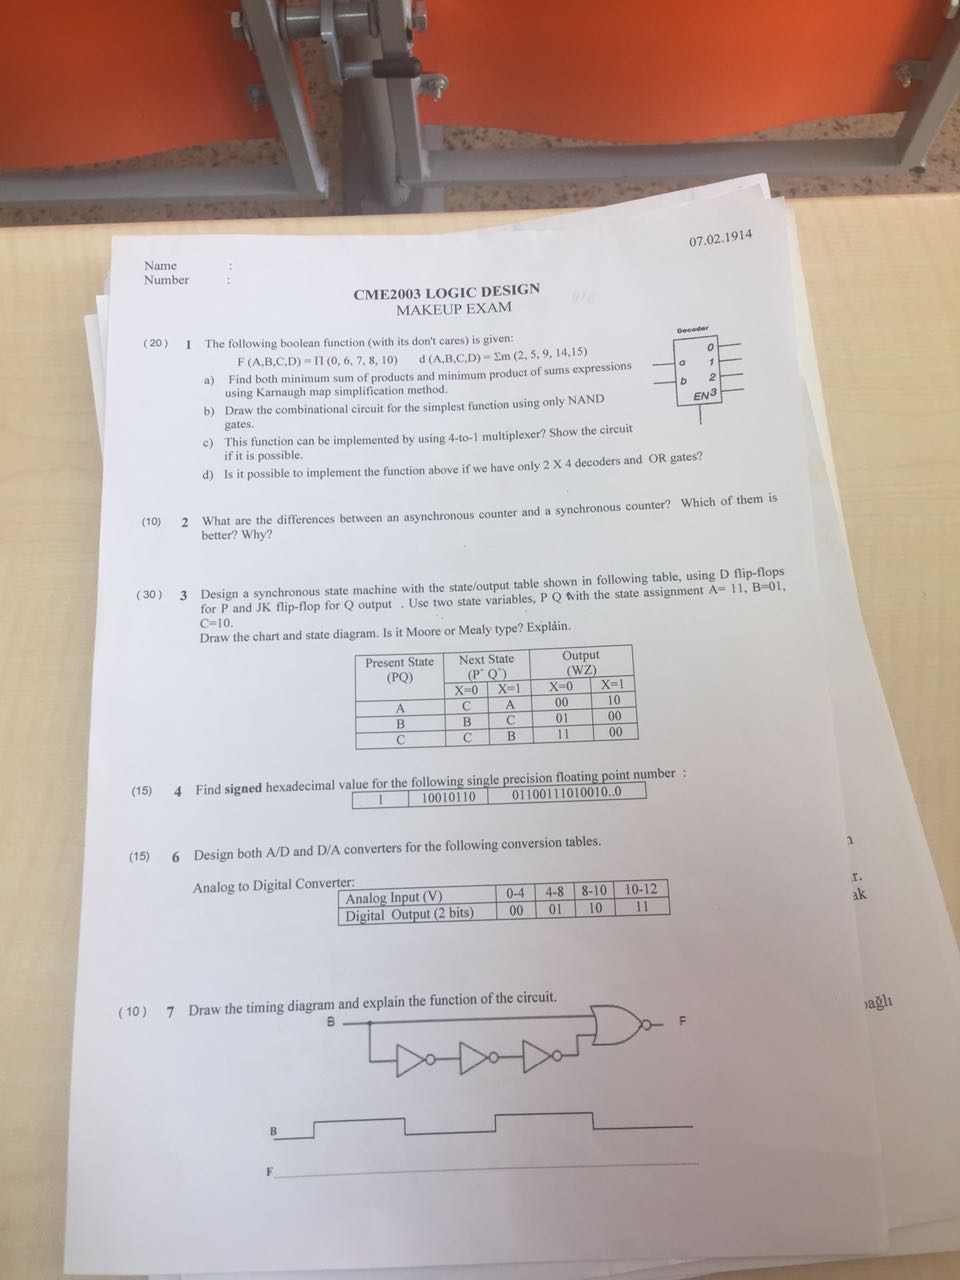 07.02.1914
Name :
Number :
CME2003 LOGIC DESIGN
MAKEUP EXAM
(20) 1 The following boolean function (with its don't cares) is given:
F (A,B,C,D) = Π (0, 6, 7, 8, 10) d (A,B,C,D) = Σm (2, 5, 9, 14,15)
a) Find both minimum sum of products and minimum product of sums expressions
using Karnaugh map simplification method.
b) Draw the combinational circuit for the simplest function using only NAND
gates.
c) This function can be implemented by using 4-to-1 multiplexer? Show the circuit
if it is possible.
d) Is it possible to implement the function above if we have only 2 X 4 decoders and OR gates?
Decoder
0
a 1
b 2
EN 3
(10) 2 What are the differences between an asynchronous counter and a synchronous counter? Which of them is
better? Why?
(30) 3 Design a synchronous state machine with the state/output table shown in following table, using D flip-flops
for P and JK flip-flop for Q output . Use two state variables, P Q with the state assignment A= 11, B=01,
C=10.
Draw the chart and state diagram. Is it Moore or Mealy type? Explain.
Present State Next State Output
(PQ) (P+ Q+) (WZ)
X=0 X=1 X=0 X=1
A C A 00 10
B B C 01 00
C C B 11 00
(15) 4 Find signed hexadecimal value for the following single precision floating point number :
1 10010110 01100111010010..0
(15) 6 Design both A/D and D/A converters for the following conversion tables.
Analog to Digital Converter:
Analog Input (V) 0-4 4-8 8-10 10-12
Digital Output (2 bits) 00 01 10 11
(10) 7 Draw the timing diagram and explain the function of the circuit.
B F
B
F
r.
ak
bağlı